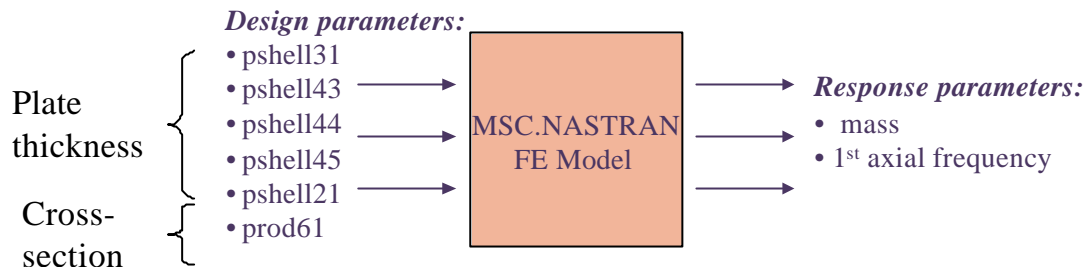 Plate
thickness
Cross-
section
Design parameters:
• pshell31
• pshell43
• pshell44
• pshell45
• pshell21
• prod61
MSC.NASTRAN
FE Model
Response parameters:
• mass
• 1st axial frequency